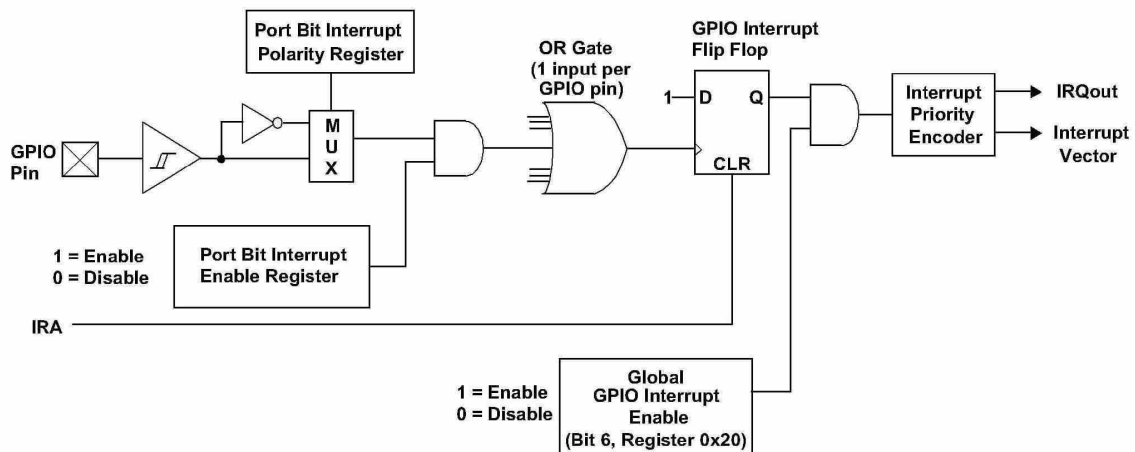 Port Bit Interrupt
Polarity Register
OR Gate
(1 input per
GPIO pin)
GPIO Interrupt
Flip Flop
GPIO
Pin
M
U
X
1
D
Q
CLR
Interrupt
Priority
Encoder
IRQout
Interrupt
Vector
1 = Enable
0 = Disable
Port Bit Interrupt
Enable Register
IRA
1 = Enable
0 = Disable
Global
GPIO Interrupt
Enable
(Bit 6, Register 0x20)